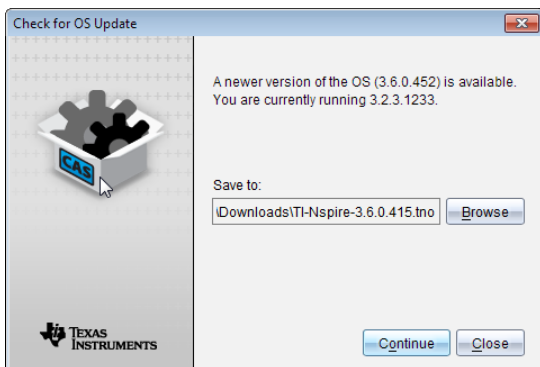 Check for OS Update
A newer version of the OS (3.6.0.452) is available.
You are currently running 3.2.3.1233.
CAS
Save to:
\Downloads\TI-Nspire-3.6.0.415.tno
Browse
TEXAS
INSTRUMENTS
Continue
Close